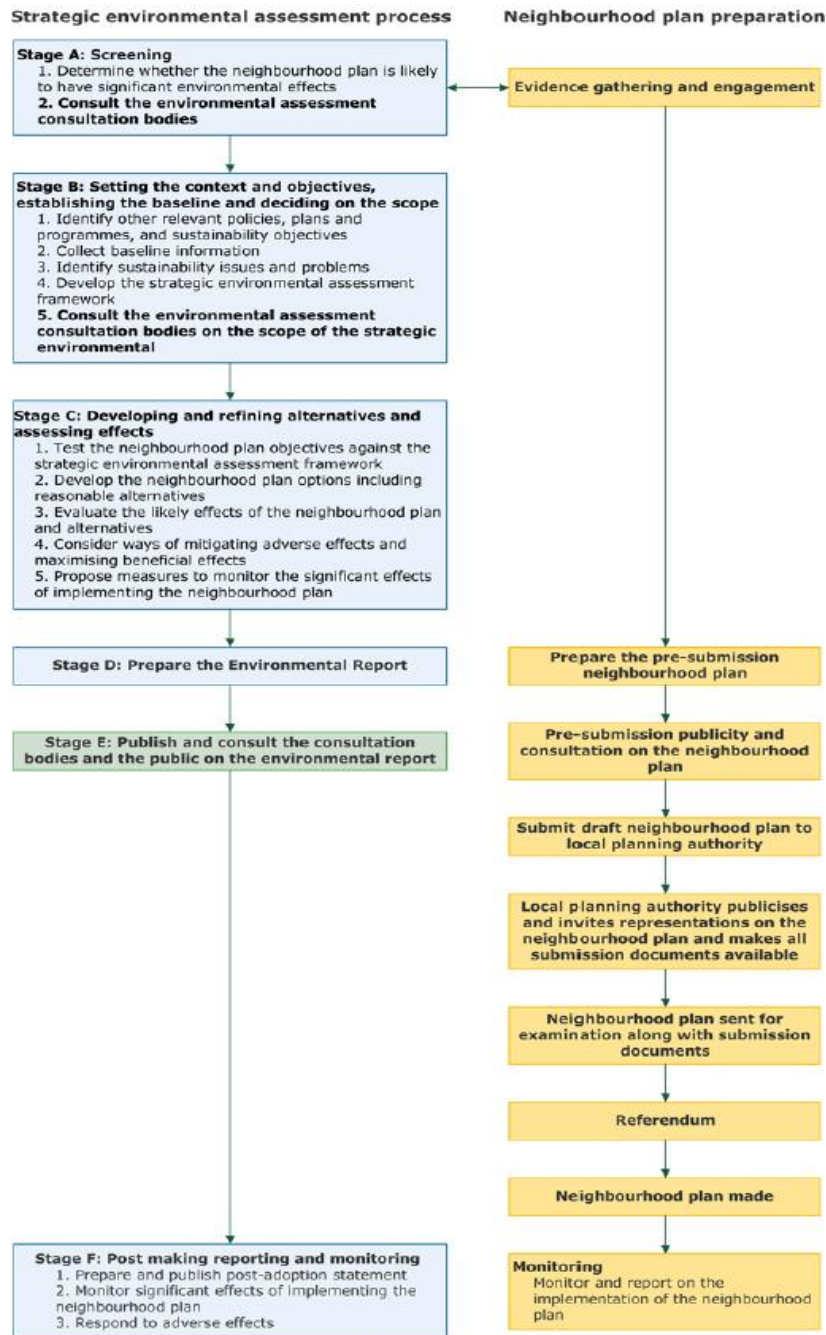 Strategic environmental assessment process
Stage A: Screening
1. Determine whether the neighbourhood plan is likely
to have significant environmental effects
2. Consult the environmental assessment
consultation bodies
Stage B: Setting the context and objectives,
establishing the baseline and deciding on the scope
1. Identify other relevant policies, plans and
programmes, and sustainability objectives
2. Collect baseline information
3. Identify sustainability issues and problems
4. Develop the strategic environmental assessment
framework
5. Consult the environmental assessment
consultation bodies on the scope of the strategic
environmental
Stage C: Developing and refining alternatives and
assessing effects
1. Test the neighbourhood plan objectives against the
strategic environmental assessment framework
2. Develop the neighbourhood plan options including
reasonable alternatives
3. Evaluate the likely effects of the neighbourhood plan
and alternatives
4. Consider ways of mitigating adverse effects and
maximising beneficial effects
5. Propose measures to monitor the significant effects
of implementing the neighbourhood plan
Stage D: Prepare the Environmental Report
Stage E: Publish and consult the consultation
bodies and the public on the environmental report
Stage F: Post making reporting and monitoring
1. Prepare and publish post-adoption statement
2. Monitor significant effects of implementing the
neighbourhood plan
3. Respond to adverse effects
Neighbourhood plan preparation
Evidence gathering and engagement
Prepare the pre-submission
neighbourhood plan
Pre-submission publicity and
consultation on the neighbourhood
plan
Submit draft neighbourhood plan to
local planning authority
Local planning authority publicises
and invites representations on the
neighbourhood plan and makes all
submission documents available
Neighbourhood plan sent for
examination along with submission
documents
Referendum
Neighbourhood plan made
Monitoring
Monitor and report on the
implementation of the neighbourhood
plan